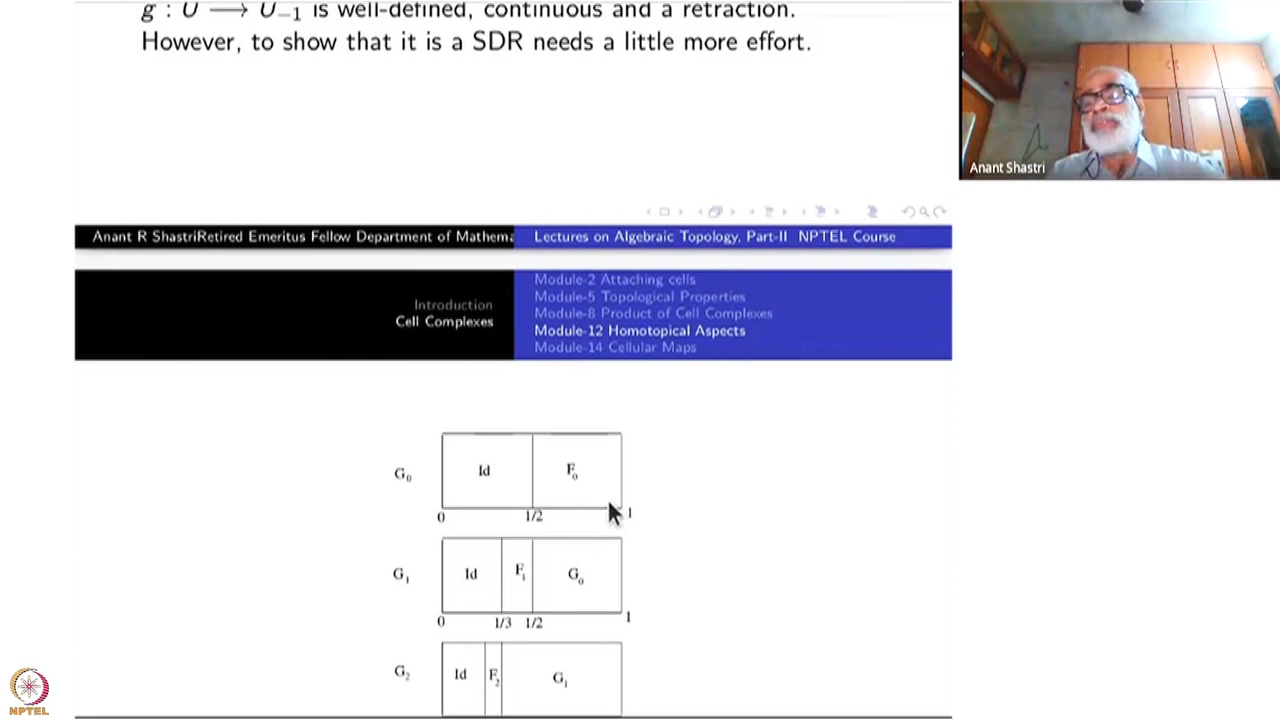 g : U ⟶ U₋₁ is well-defined, continuous and a retraction.
However, to show that it is a SDR needs a little more effort.
Anant Shastri
Anant R ShastriRetired Emeritus Fellow Department of Mathema
Lectures on Algebraic Topology, Part-II NPTEL Course
Introduction
Cell Complexes
Module-2 Attaching cells
Module-5 Topological Properties
Module-8 Product of Cell Complexes
Module-12 Homotopical Aspects
Module-14 Cellular Maps
G₀ Id F₀
0 1/2 1
G₁ Id F₁ G₀
0 1/3 1/2 1
G₂ Id F₂ G₁
NPTEL